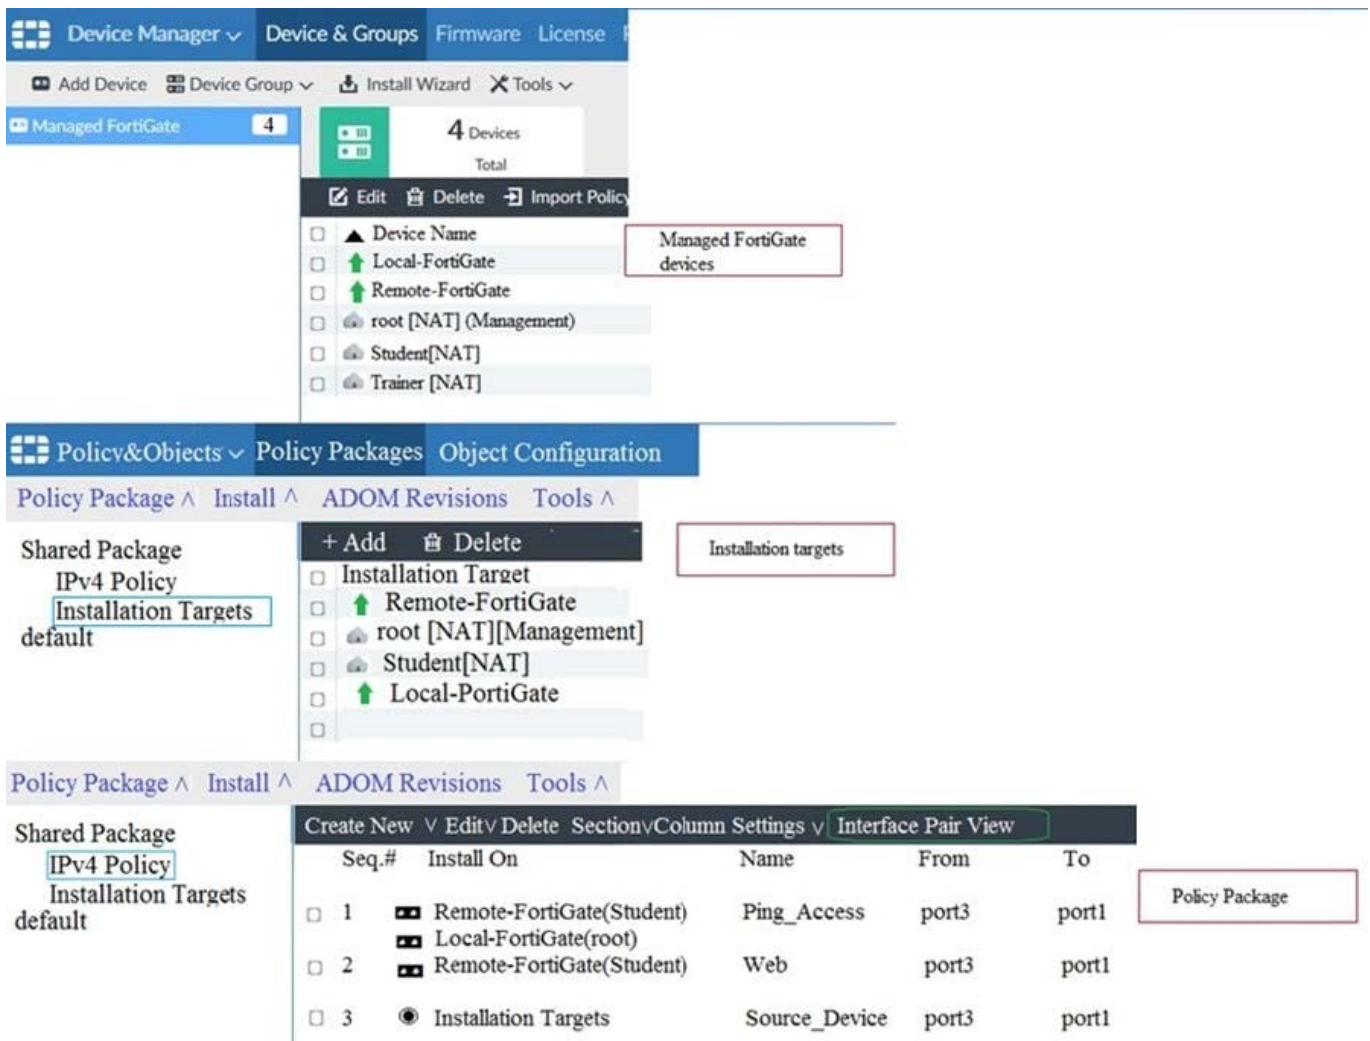 Device Manager Device & Groups Firmware License
Add Device Device Group Install Wizard Tools
Managed FortiGate 4
4 Devices
Total
Edit Delete Import Policy
Device Name
Local-FortiGate
Remote-FortiGate
root [NAT] (Management)
Student[NAT]
Trainer [NAT]
Managed FortiGate
devices
Policy&Objects Policy Packages Object Configuration
Policy Package ^ Install ^ ADOM Revisions Tools ^
Shared Package
IPv4 Policy
Installation Targets
default
+ Add Delete
Installation Target
Remote-FortiGate
root [NAT][Management]
Student[NAT]
Local-PortiGate
Installation targets
Policy Package ^ Install ^ ADOM Revisions Tools ^
Shared Package
IPv4 Policy
Installation Targets
default
Create New v Editv Delete SectionvColumn Settings v Interface Pair View
Seq.# Install On Name From To
1 Remote-FortiGate(Student) Ping_Access port3 port1
Local-FortiGate(root)
2 Remote-FortiGate(Student) Web port3 port1
3 Installation Targets Source_Device port3 port1
Policy Package